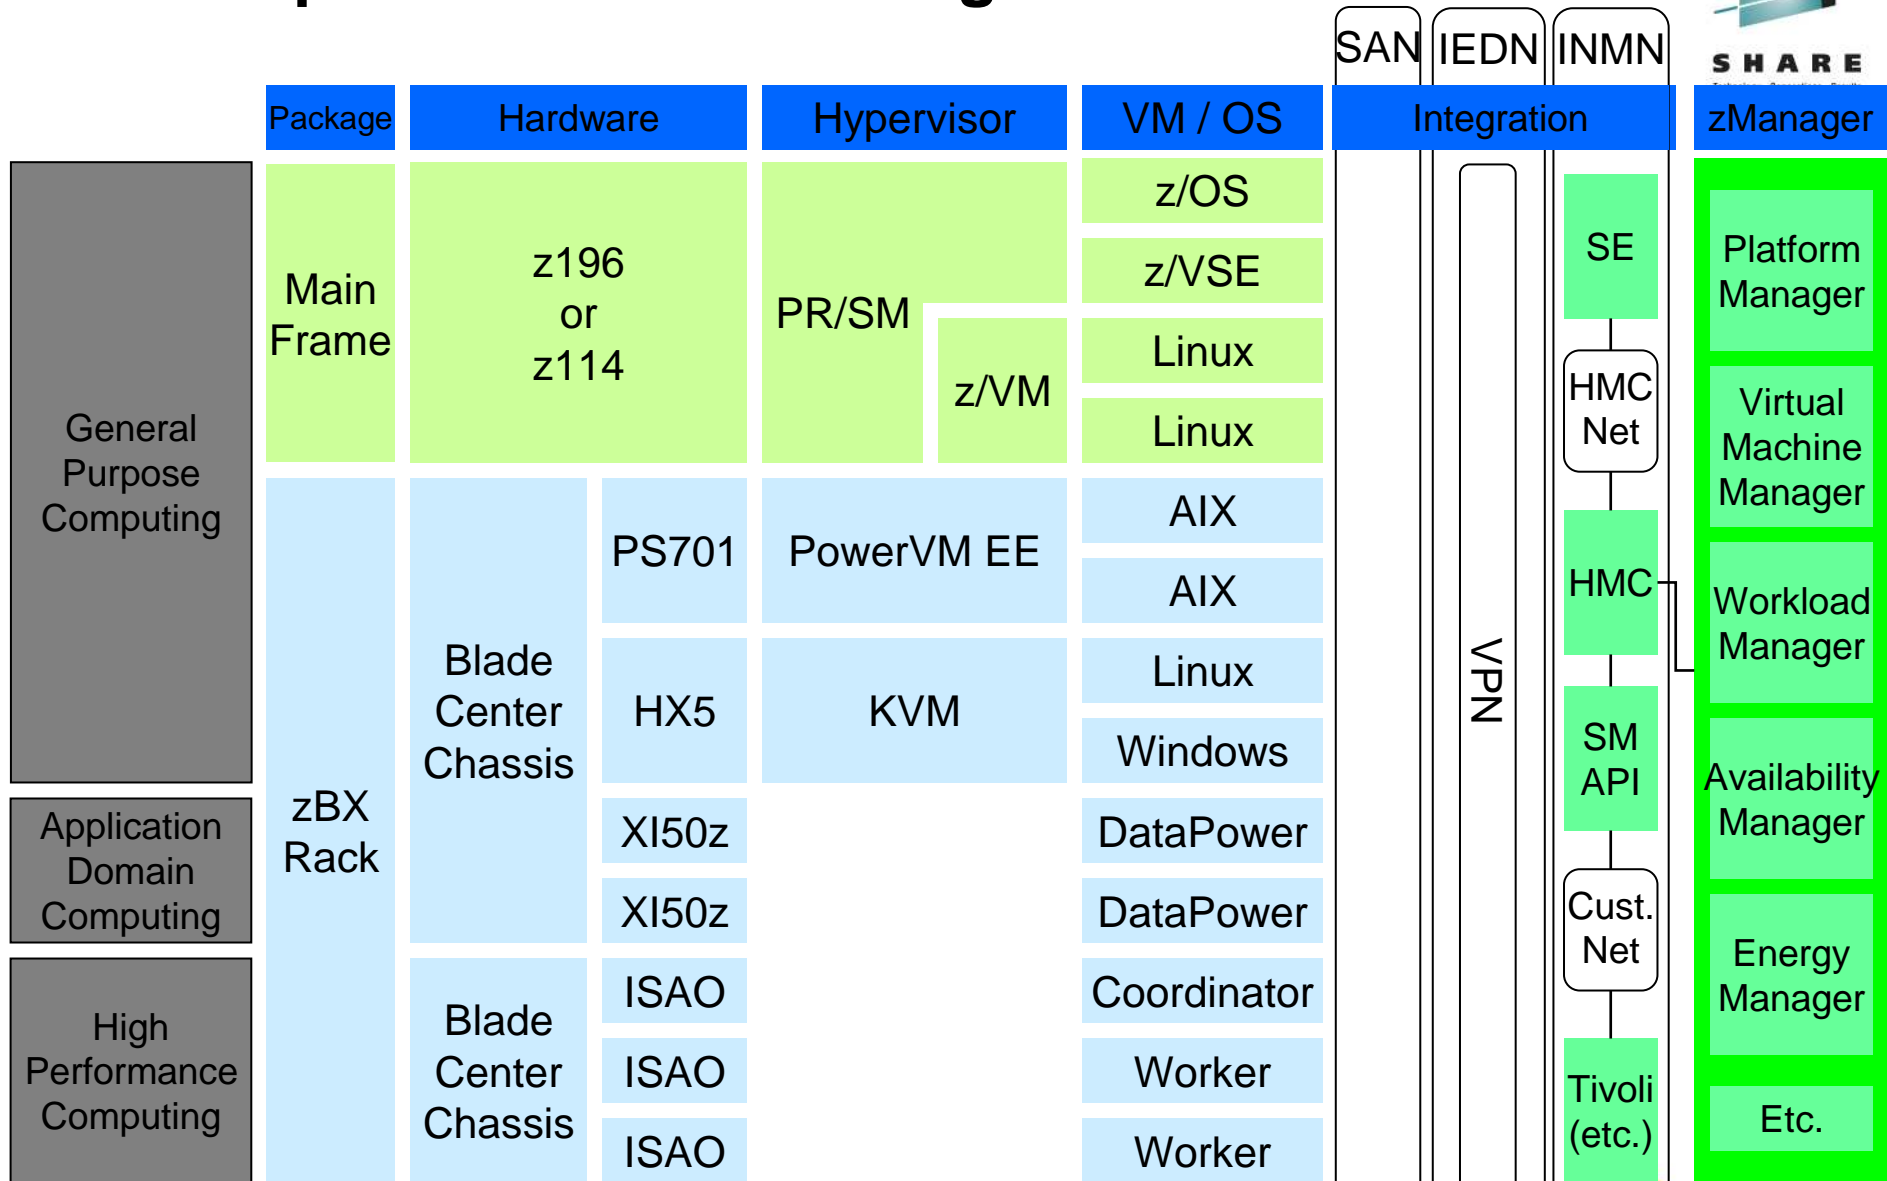 SAN IEDN INMN
SHARE
Package Hardware Hypervisor VM / OS Integration zManager
General
Purpose
Computing
Application
Domain
Computing
High
Performance
Computing
Main
Frame
zBX
Rack
z196
or
z114
Blade
Center
Chassis
Blade
Center
Chassis
PS701
HX5
XI50z
XI50z
ISAO
ISAO
ISAO
PR/SM
z/VM
PowerVM EE
KVM
z/OS
z/VSE
Linux
Linux
AIX
AIX
Linux
Windows
DataPower
DataPower
Coordinator
Worker
Worker
VPN
SE
HMC
Net
HMC
SM
API
Cust.
Net
Tivoli
(etc.)
Platform
Manager
Virtual
Machine
Manager
Workload
Manager
Availability
Manager
Energy
Manager
Etc.